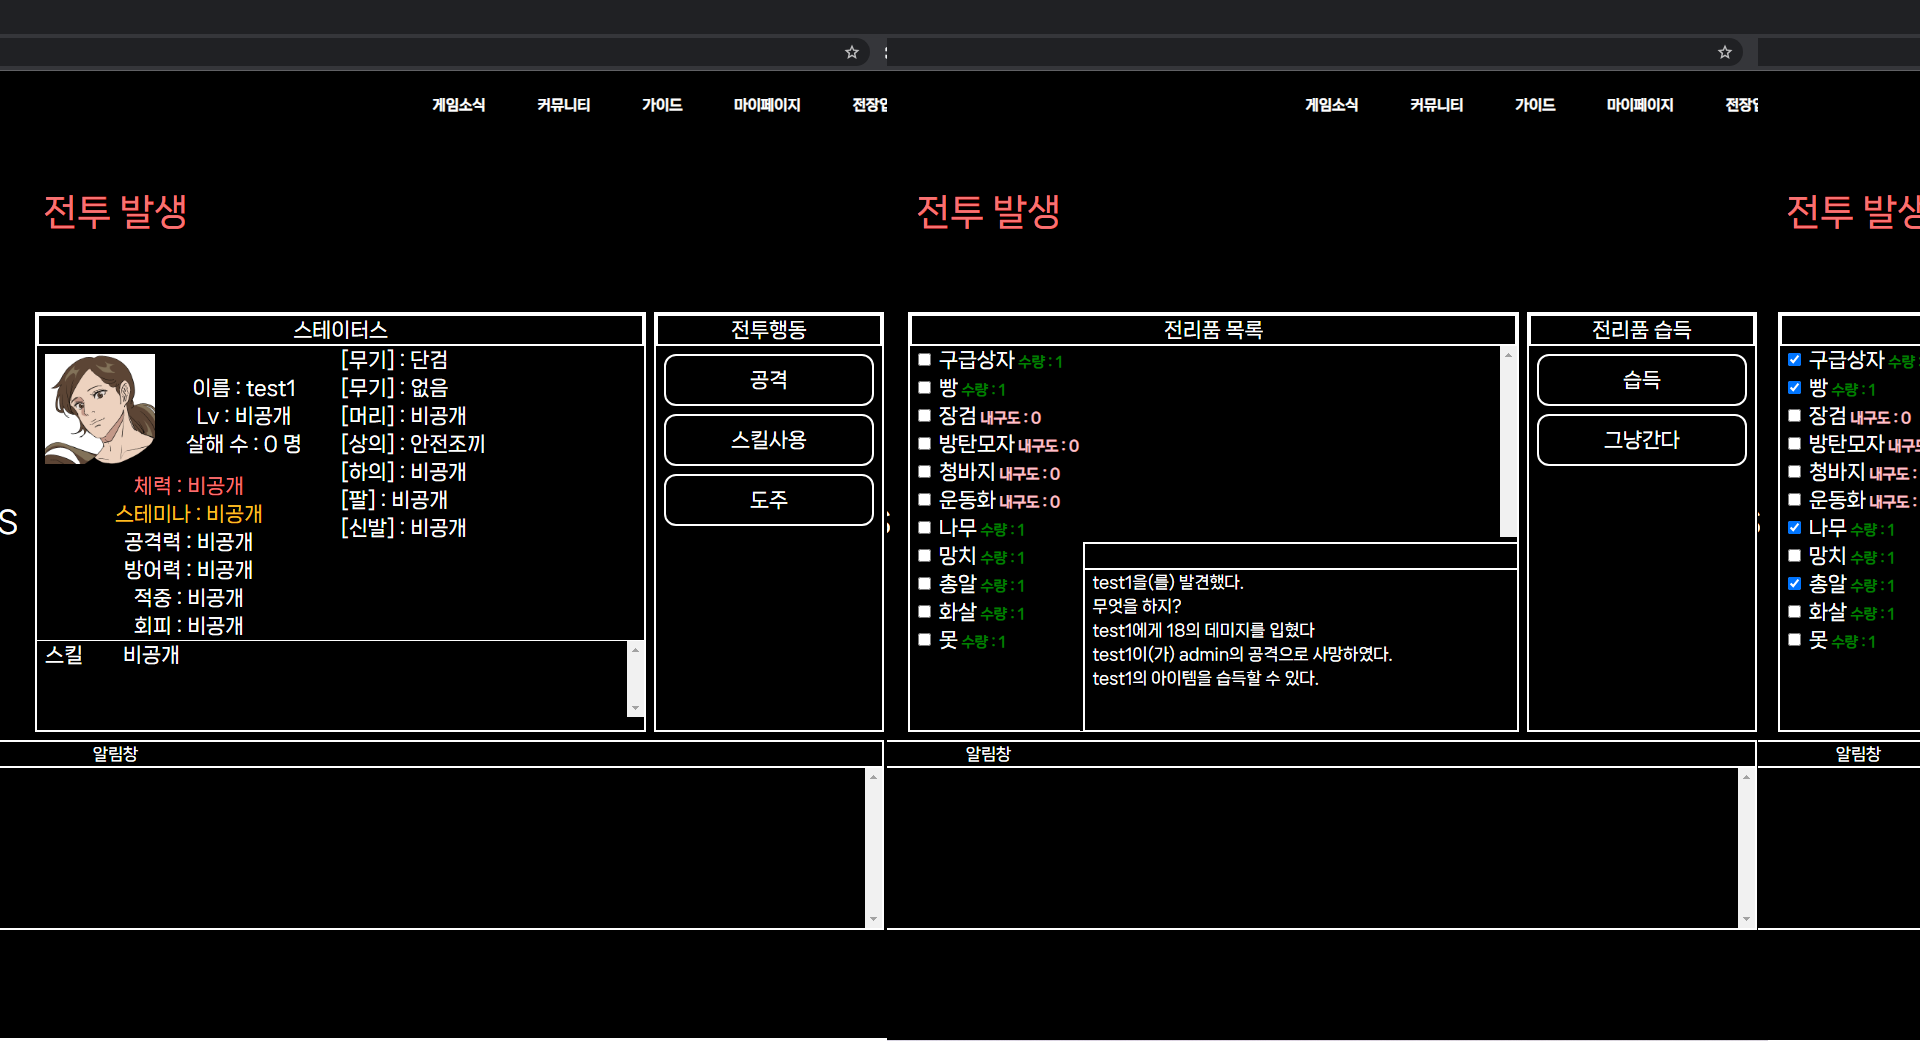 게임소식 커뮤니티 가이드 마이페이지
전투 발생
스테이터스
이름 : test1
Lv : 비공개
살해 수 : 0 명
체력 : 비공개
스테미나 : 비공개
공격력 : 비공개
방어력 : 비공개
적중 : 비공개
회피 : 비공개
[무기] : 단검
[무기] : 없음
[머리] : 비공개
[상의] : 안전조끼
[하의] : 비공개
[팔] : 비공개
[신발] : 비공개
스킬 비공개
전투행동
공격
스킬사용
도주
S
알림창
게임소식 커뮤니티 가이드 마이페이지
전투 발생
전리품 목록
구급상자 수량 : 1
빵 수량 : 1
장검 내구도 : 0
방탄모자 내구도 : 0
청바지 내구도 : 0
운동화 내구도 : 0
나무 수량 : 1
망치 수량 : 1
총알 수량 : 1
화살 수량 : 1
못 수량 : 1
test1을(를) 발견했다.
무엇을 하지?
test1에게 18의 데미지를 입혔다
test1이(가) admin의 공격으로 사망하였다.
test1의 아이템을 습득할 수 있다.
전리품 습득
습득
그냥간다
알림창
전투 발생
구급상자 수량
빵 수량 : 1
장검 내구도 : 0
방탄모자
청바지 내구도 :
운동화 내구도 :
나무 수량 : 1
망치 수량 : 1
총알 수량 : 1
화살 수량 : 1
못 수량 : 1
알림창